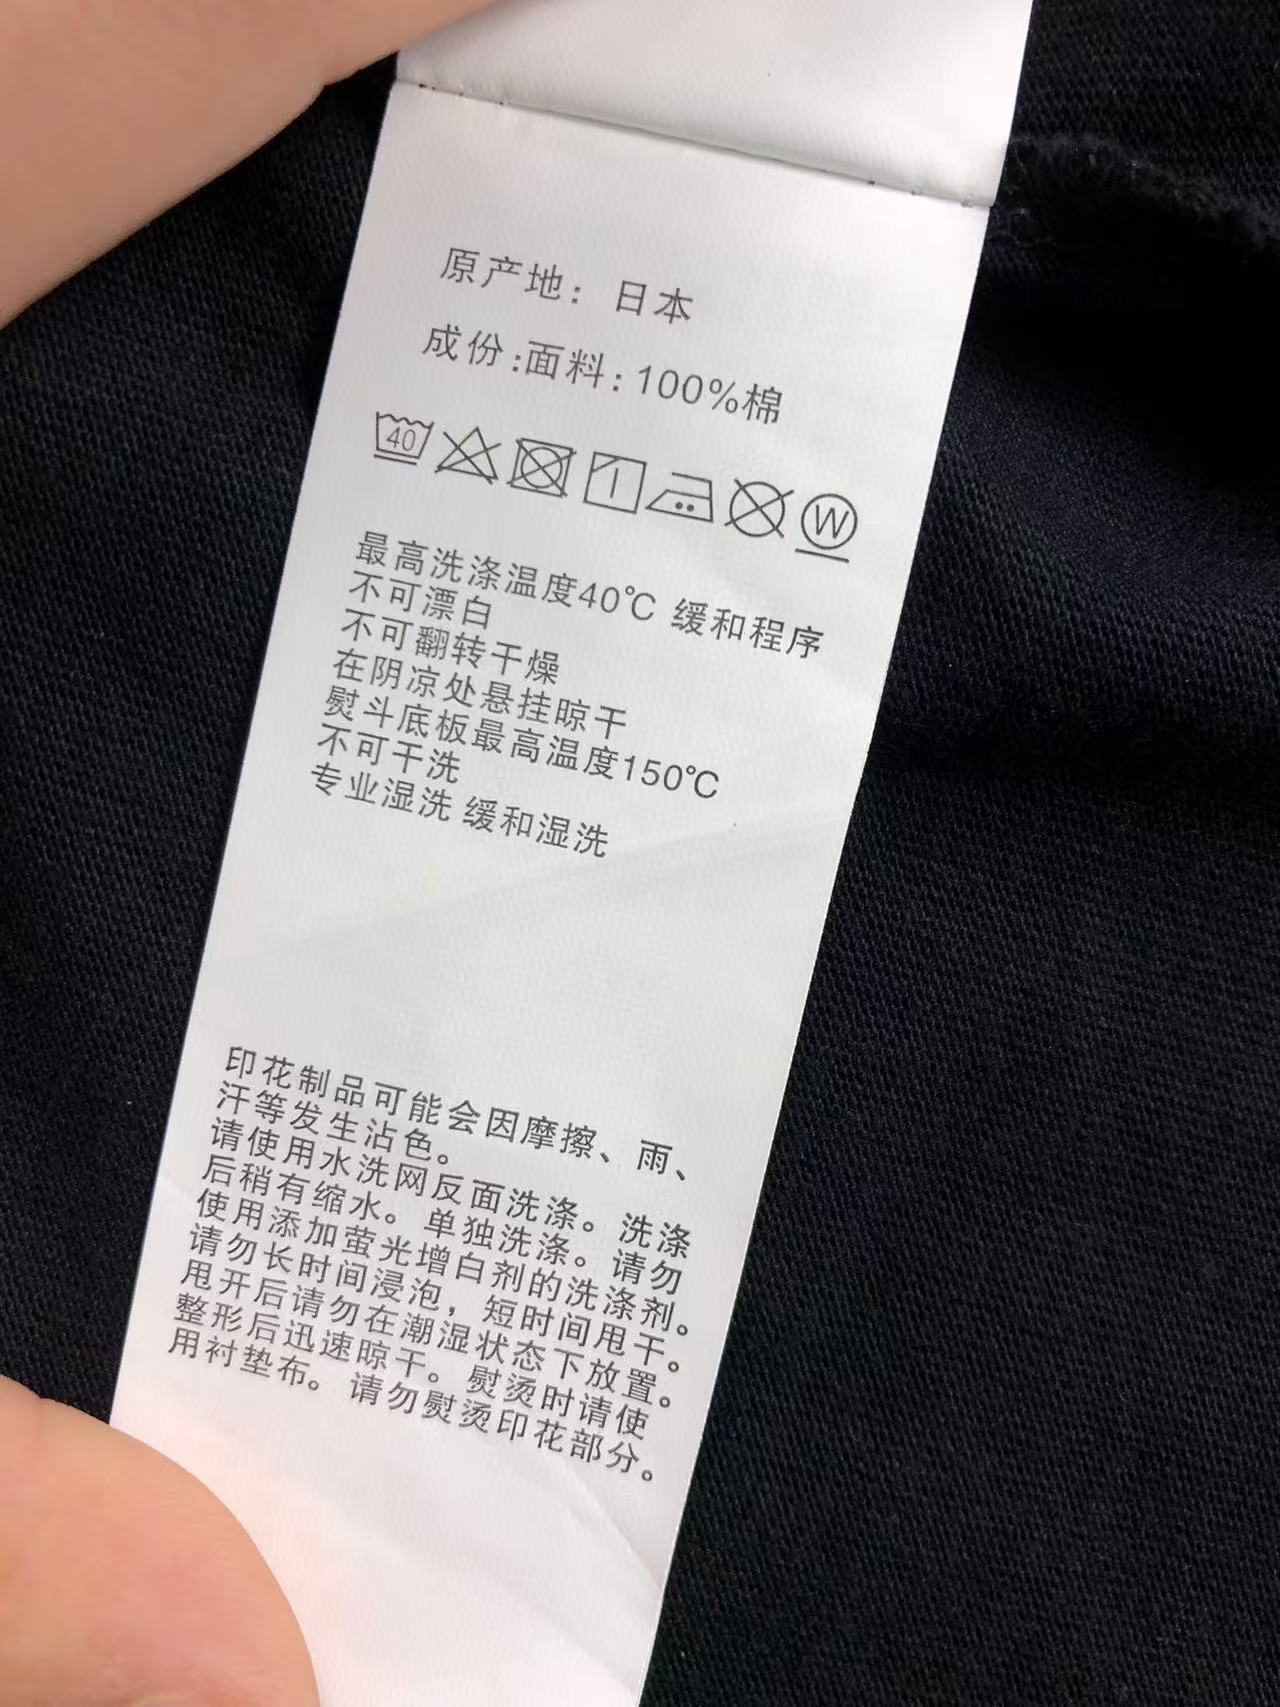 原产地：日本
成份:面料:100%棉
40
W
最高洗涤温度40℃ 缓和程序
不可漂白
不可翻转干燥
在阴凉处悬挂晾干
熨斗底板最高温度150℃
不可干洗
专业湿洗 缓和湿洗
印花制品可能会因摩擦、雨、
汗等发生沾色。
请使用水洗网反面洗涤。洗涤
后稍有缩水。单独洗涤。请勿
使用添加萤光增白剂的洗涤剂。
请勿长时间浸泡，短时间甩干。
甩开后请勿在潮湿状态下放置。
整形后迅速晾干。熨烫时请使
用衬垫布。请勿熨烫印花部分。